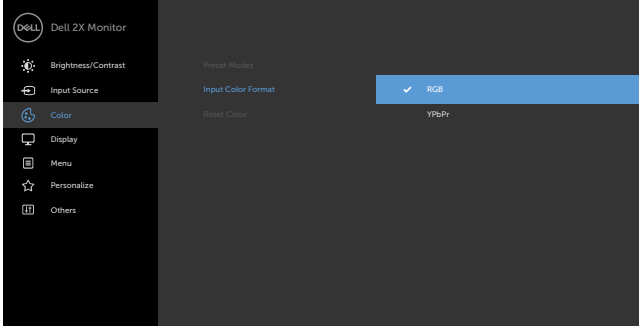 DELL
Dell 2X Monitor
Brightness/Contrast
Input Source
Color
Display
Menu
Personalize
Others
Preset Modes
Input Color Format
Reset Color
RGB
YPbPr